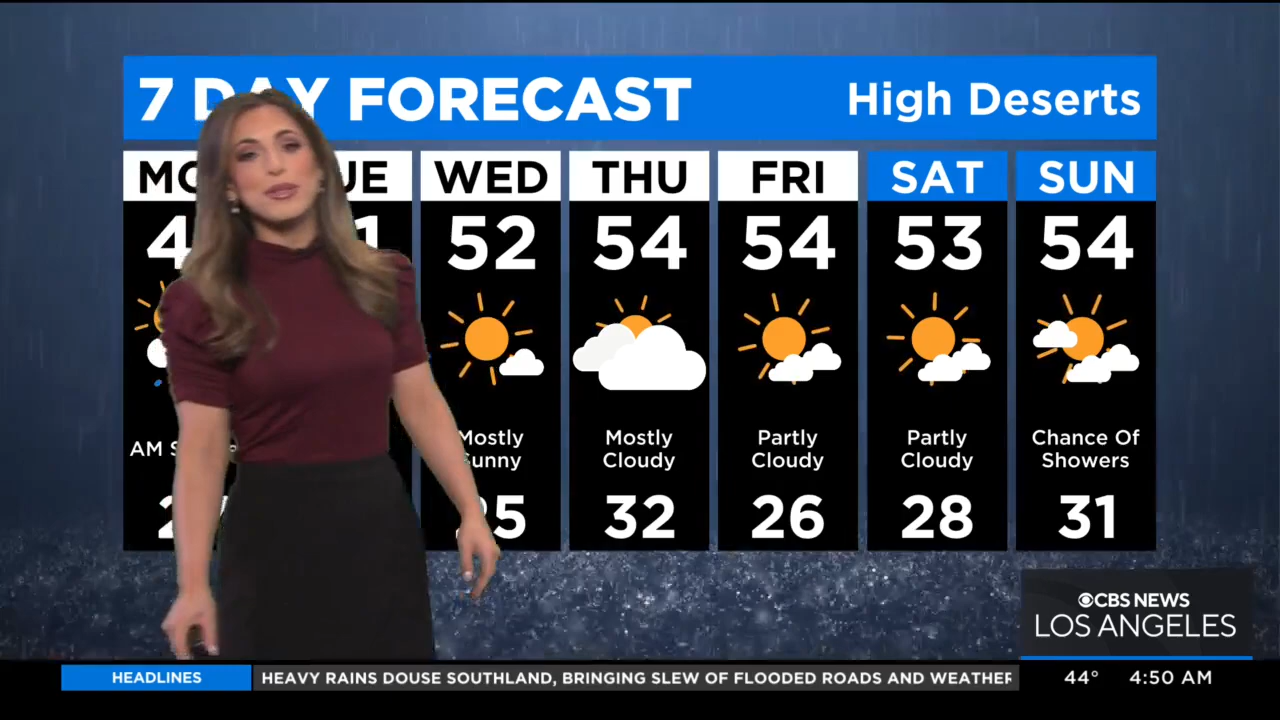 7 DAY FORECAST
High Deserts
WED THU FRI SAT SUN
52 54 54 53 54
Mostly Sunny
Mostly Cloudy
Partly Cloudy
Partly Cloudy
Chance Of Showers
32 26 28 31
CBS NEWS
LOS ANGELES
HEADLINES
HEAVY RAINS DOUSE SOUTHLAND, BRINGING SLEW OF FLOODED ROADS AND WEATHER
44° 4:50 AM